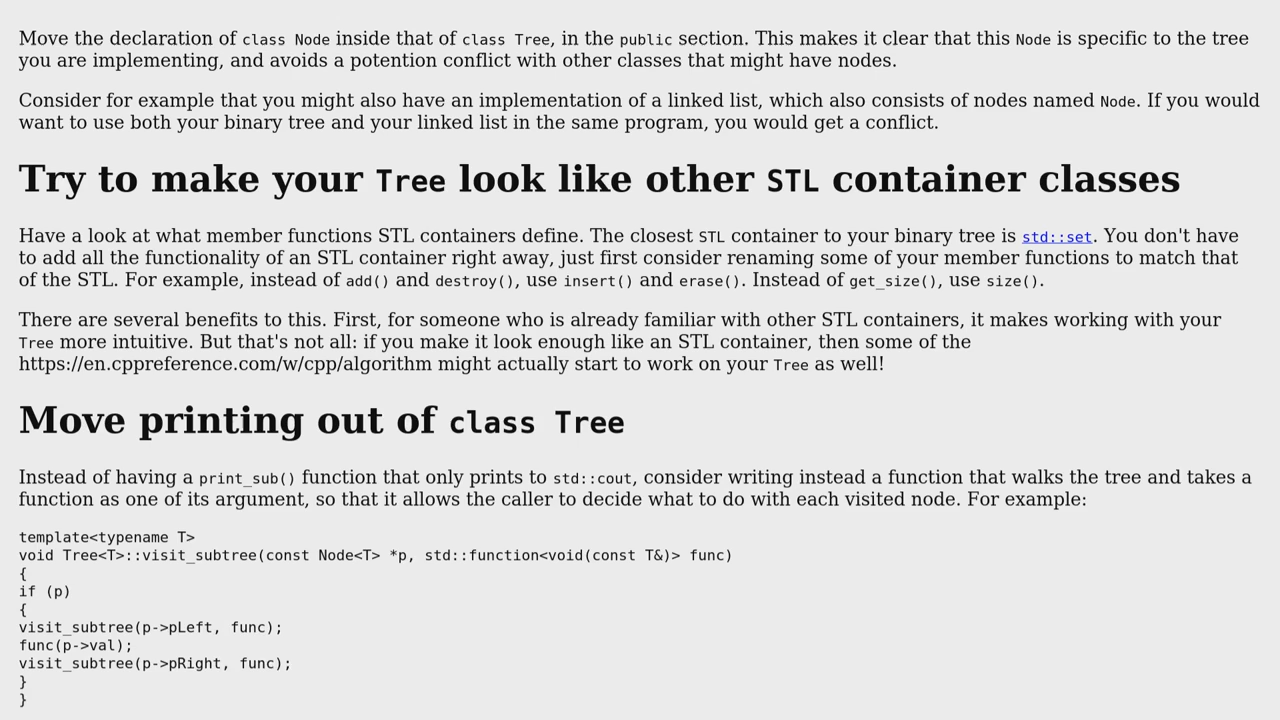 Move the declaration of class Node inside that of class Tree, in the public section. This makes it clear that this Node is specific to the tree
you are implementing, and avoids a potention conflict with other classes that might have nodes.
Consider for example that you might also have an implementation of a linked list, which also consists of nodes named Node. If you would
want to use both your binary tree and your linked list in the same program, you would get a conflict.
Try to make your Tree look like other STL container classes
Have a look at what member functions STL containers define. The closest STL container to your binary tree is std::set. You don't have
to add all the functionality of an STL container right away, just first consider renaming some of your member functions to match that
of the STL. For example, instead of add() and destroy(), use insert() and erase(). Instead of get_size(), use size().
There are several benefits to this. First, for someone who is already familiar with other STL containers, it makes working with your
Tree more intuitive. But that's not all: if you make it look enough like an STL container, then some of the
https://en.cppreference.com/w/cpp/algorithm might actually start to work on your Tree as well!
Move printing out of class Tree
Instead of having a print_sub() function that only prints to std::cout, consider writing instead a function that walks the tree and takes a
function as one of its argument, so that it allows the caller to decide what to do with each visited node. For example:
template<typename T>
void Tree<T>::visit_subtree(const Node<T> *p, std::function<void(const T&)> func)
{
if (p)
{
visit_subtree(p->pLeft, func);
func(p->val);
visit_subtree(p->pRight, func);
}
}